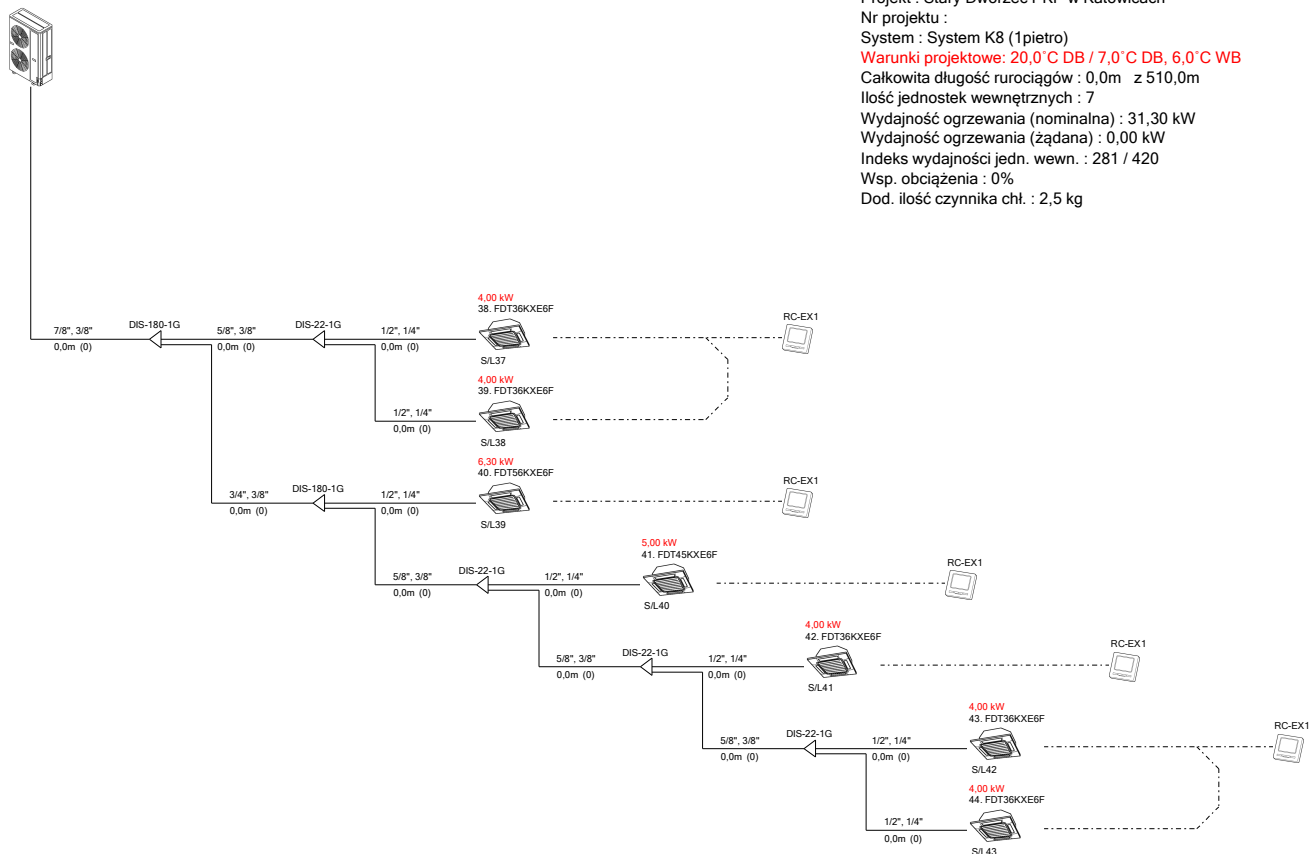 Projekt : Stary Dworzec PKP w Katowicach
Nr projektu :
System : System K8 (1pietro)
Warunki projektowe: 20,0°C DB / 7,0°C DB, 6,0°C WB
Całkowita długość rurociągów : 0,0m z 510,0m
Ilość jednostek wewnętrznych : 7
Wydajność ogrzewania (nominalna) : 31,30 kW
Wydajność ogrzewania (żądana) : 0,00 kW
Indeks wydajności jedn. wewn. : 281 / 420
Wsp. obciążenia : 0%
Dod. ilość czynnika chł. : 2,5 kg
4,00 kW
38. FDT36KXE6F
RC-EX1
7/8", 3/8"
DIS-180-1G
5/8", 3/8"
DIS-22-1G
1/2", 1/4"
0,0m (0)
0,0m (0)
0,0m (0)
S/L37
4,00 kW
39. FDT36KXE6F
1/2", 1/4"
0,0m (0)
S/L38
6,30 kW
40. FDT56KXE6F
RC-EX1
3/4", 3/8"
DIS-180-1G
1/2", 1/4"
0,0m (0)
0,0m (0)
S/L39
5,00 kW
41. FDT45KXE6F
RC-EX1
5/8", 3/8"
DIS-22-1G
1/2", 1/4"
0,0m (0)
0,0m (0)
S/L40
4,00 kW
42. FDT36KXE6F
RC-EX1
5/8", 3/8"
DIS-22-1G
1/2", 1/4"
0,0m (0)
0,0m (0)
S/L41
4,00 kW
43. FDT36KXE6F
RC-EX1
5/8", 3/8"
DIS-22-1G
1/2", 1/4"
0,0m (0)
0,0m (0)
S/L42
4,00 kW
44. FDT36KXE6F
1/2", 1/4"
0,0m (0)
S/L43